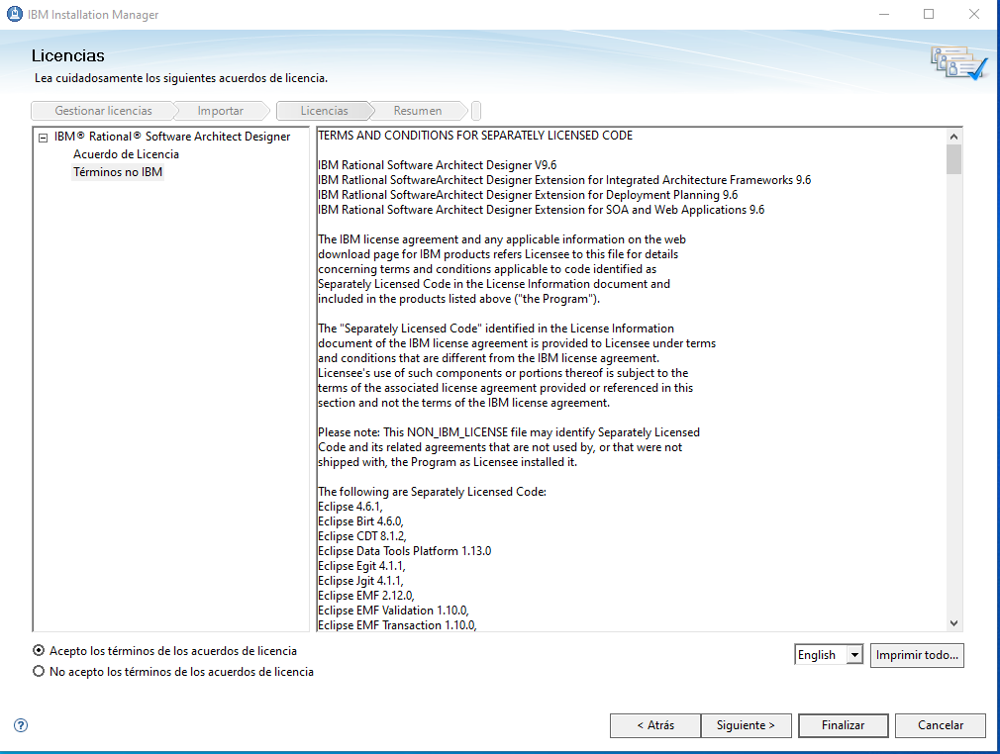 IBM Installation Manager
Licencias
Lea cuidadosamente los siguientes acuerdos de licencia.
Gestionar licencias Importar Licencias Resumen
IBM® Rational® Software Architect Designer
Acuerdo de Licencia
Términos no IBM
TERMS AND CONDITIONS FOR SEPARATELY LICENSED CODE
IBM Rational Software Architect Designer V9.6
IBM Ratlional SoftwareArchitect Designer Extension for Integrated Architecture Frameworks 9.6
IBM Rational SoftwareArchitect Designer Extension for Deployment Planning 9.6
IBM Rational Software Architect Designer Extension for SOA and Web Applications 9.6
The IBM license agreement and any applicable information on the web
download page for IBM products refers Licensee to this file for details
concerning terms and conditions applicable to code identified as
Separately Licensed Code in the License Information document and
included in the products listed above ("the Program").
The "Separately Licensed Code" identified in the License Information
document of the IBM license agreement is provided to Licensee under terms
and conditions that are different from the IBM license agreement.
Licensee's use of such components or portions thereof is subject to the
terms of the associated license agreement provided or referenced in this
section and not the terms of the IBM license agreement.
Please note: This NON_IBM_LICENSE file may identify Separately Licensed
Code and its related agreements that are not used by, or that were not
shipped with, the Program as Licensee installed it.
The following are Separately Licensed Code:
Eclipse 4.6.1,
Eclipse Birt 4.6.0,
Eclipse CDT 8.1.2,
Eclipse Data Tools Platform 1.13.0
Eclipse Egit 4.1.1,
Eclipse Jgit 4.1.1,
Eclipse EMF 2.12.0,
Eclipse EMF Validation 1.10.0,
Eclipse EMF Transaction 1.10.0,
Acepto los términos de los acuerdos de licencia
No acepto los términos de los acuerdos de licencia
English Imprimir todo...
? < Atrás Siguiente > Finalizar Cancelar